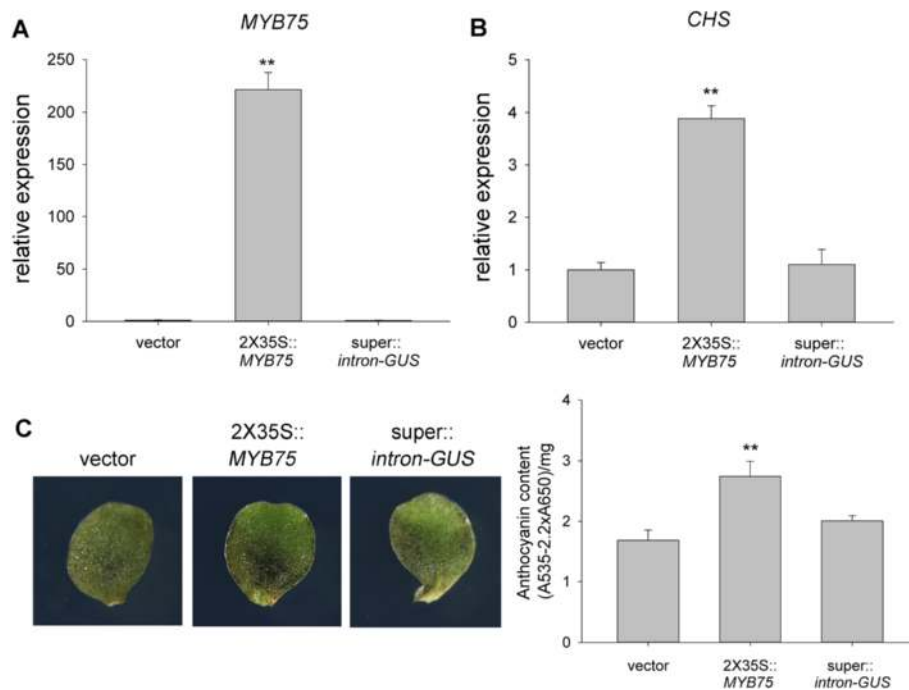 A
MYB75
relative expression
250
200
150
100
50
0
**
vector
2X35S::
MYB75
super::
intron-GUS
B
CHS
relative expression
5
4
3
2
1
0
**
vector
2X35S::
MYB75
super::
intron-GUS
C
vector
2X35S::
MYB75
super::
intron-GUS
Anthocyanin content
(A535-2.2xA650)/mg
4
3
2
1
0
**
vector
2X35S::
MYB75
super::
intron-GUS